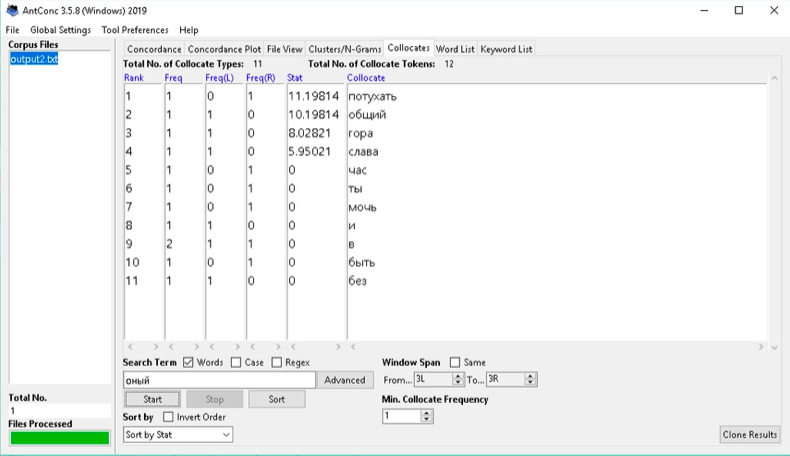 AntConc 3.5.8 (Windows) 2019
File Global Settings Tool Preferences Help
Corpus Files
output2.txt
Concordance Concordance Plot File View Clusters/N-Grams Collocates Word List Keyword List
Total No. of Collocate Types: 11 Total No. of Collocate Tokens: 12
Rank Freq Freq(L) Freq(R) Stat Collocate
1 1 0 1 11.19814 потухать
2 1 1 0 10.19814 общий
3 1 1 0 8.02821 гора
4 1 1 0 5.95021 слава
5 1 0 1 0 час
6 1 0 1 0 ты
7 1 0 1 0 мочь
8 1 1 0 0 и
9 2 1 1 0 в
10 1 0 1 0 быть
11 1 1 0 0 без
Search Term Words Case Regex Window Span Same
оный Advanced From... 3L To... 3R
Start Stop Sort Min. Collocate Frequency
Sort by Invert Order 1
Sort by Stat Clone Results
Total No.
1
Files Processed